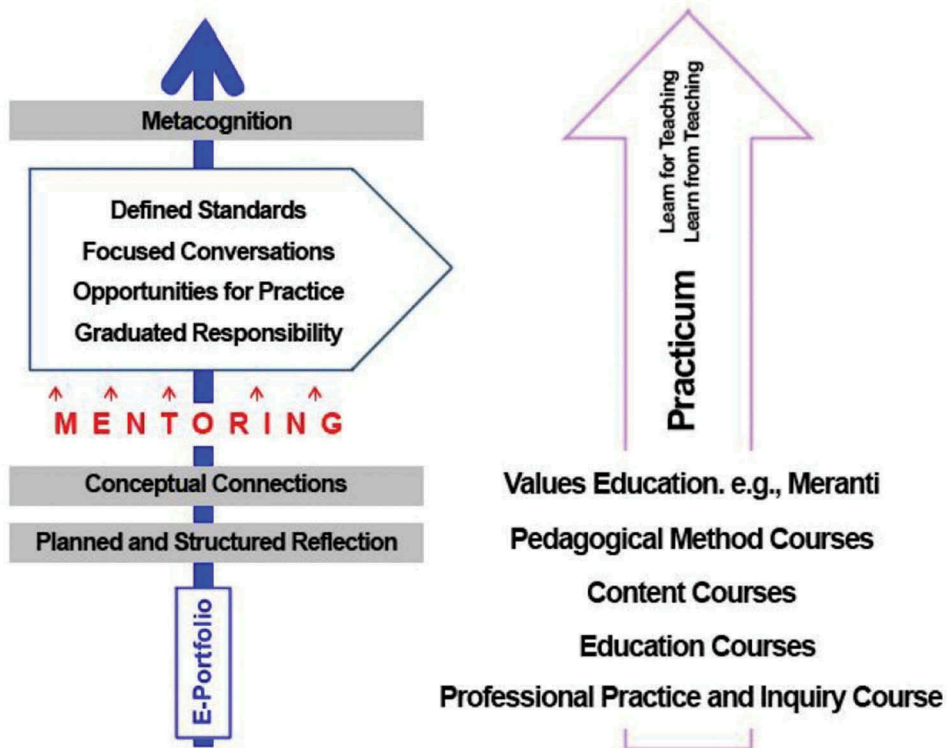 Metacognition
Defined Standards
Focused Conversations
Opportunities for Practice
Graduated Responsibility
MENTORING
Conceptual Connections
Planned and Structured Reflection
E-Portfolio
Learn for Teaching
Learn from Teaching
Practicum
Values Education. e.g., Meranti
Pedagogical Method Courses
Content Courses
Education Courses
Professional Practice and Inquiry Course